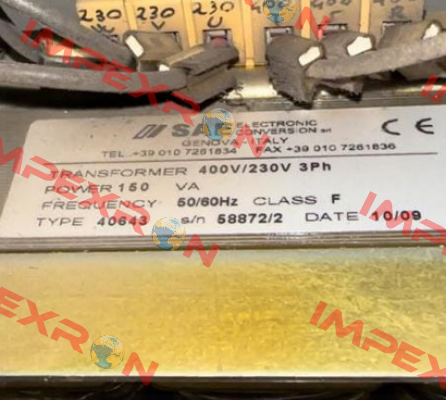 230 230 230 400 400 400
W V U R
SAE ELECTRONIC
CONVERSION srl
GENOVA ITALY
TEL. +39 010 7261834 FAX +39 010 7261836
CE
TRANSFORMER 400V/230V 3Ph
POWER 150 VA
FREQUENCY 50/60Hz CLASS F
TYPE 40643 s/n 58872/2 DATE 10/09
IMPEXRON
IMPEXRON
IMPEXRON
IMPEXRON